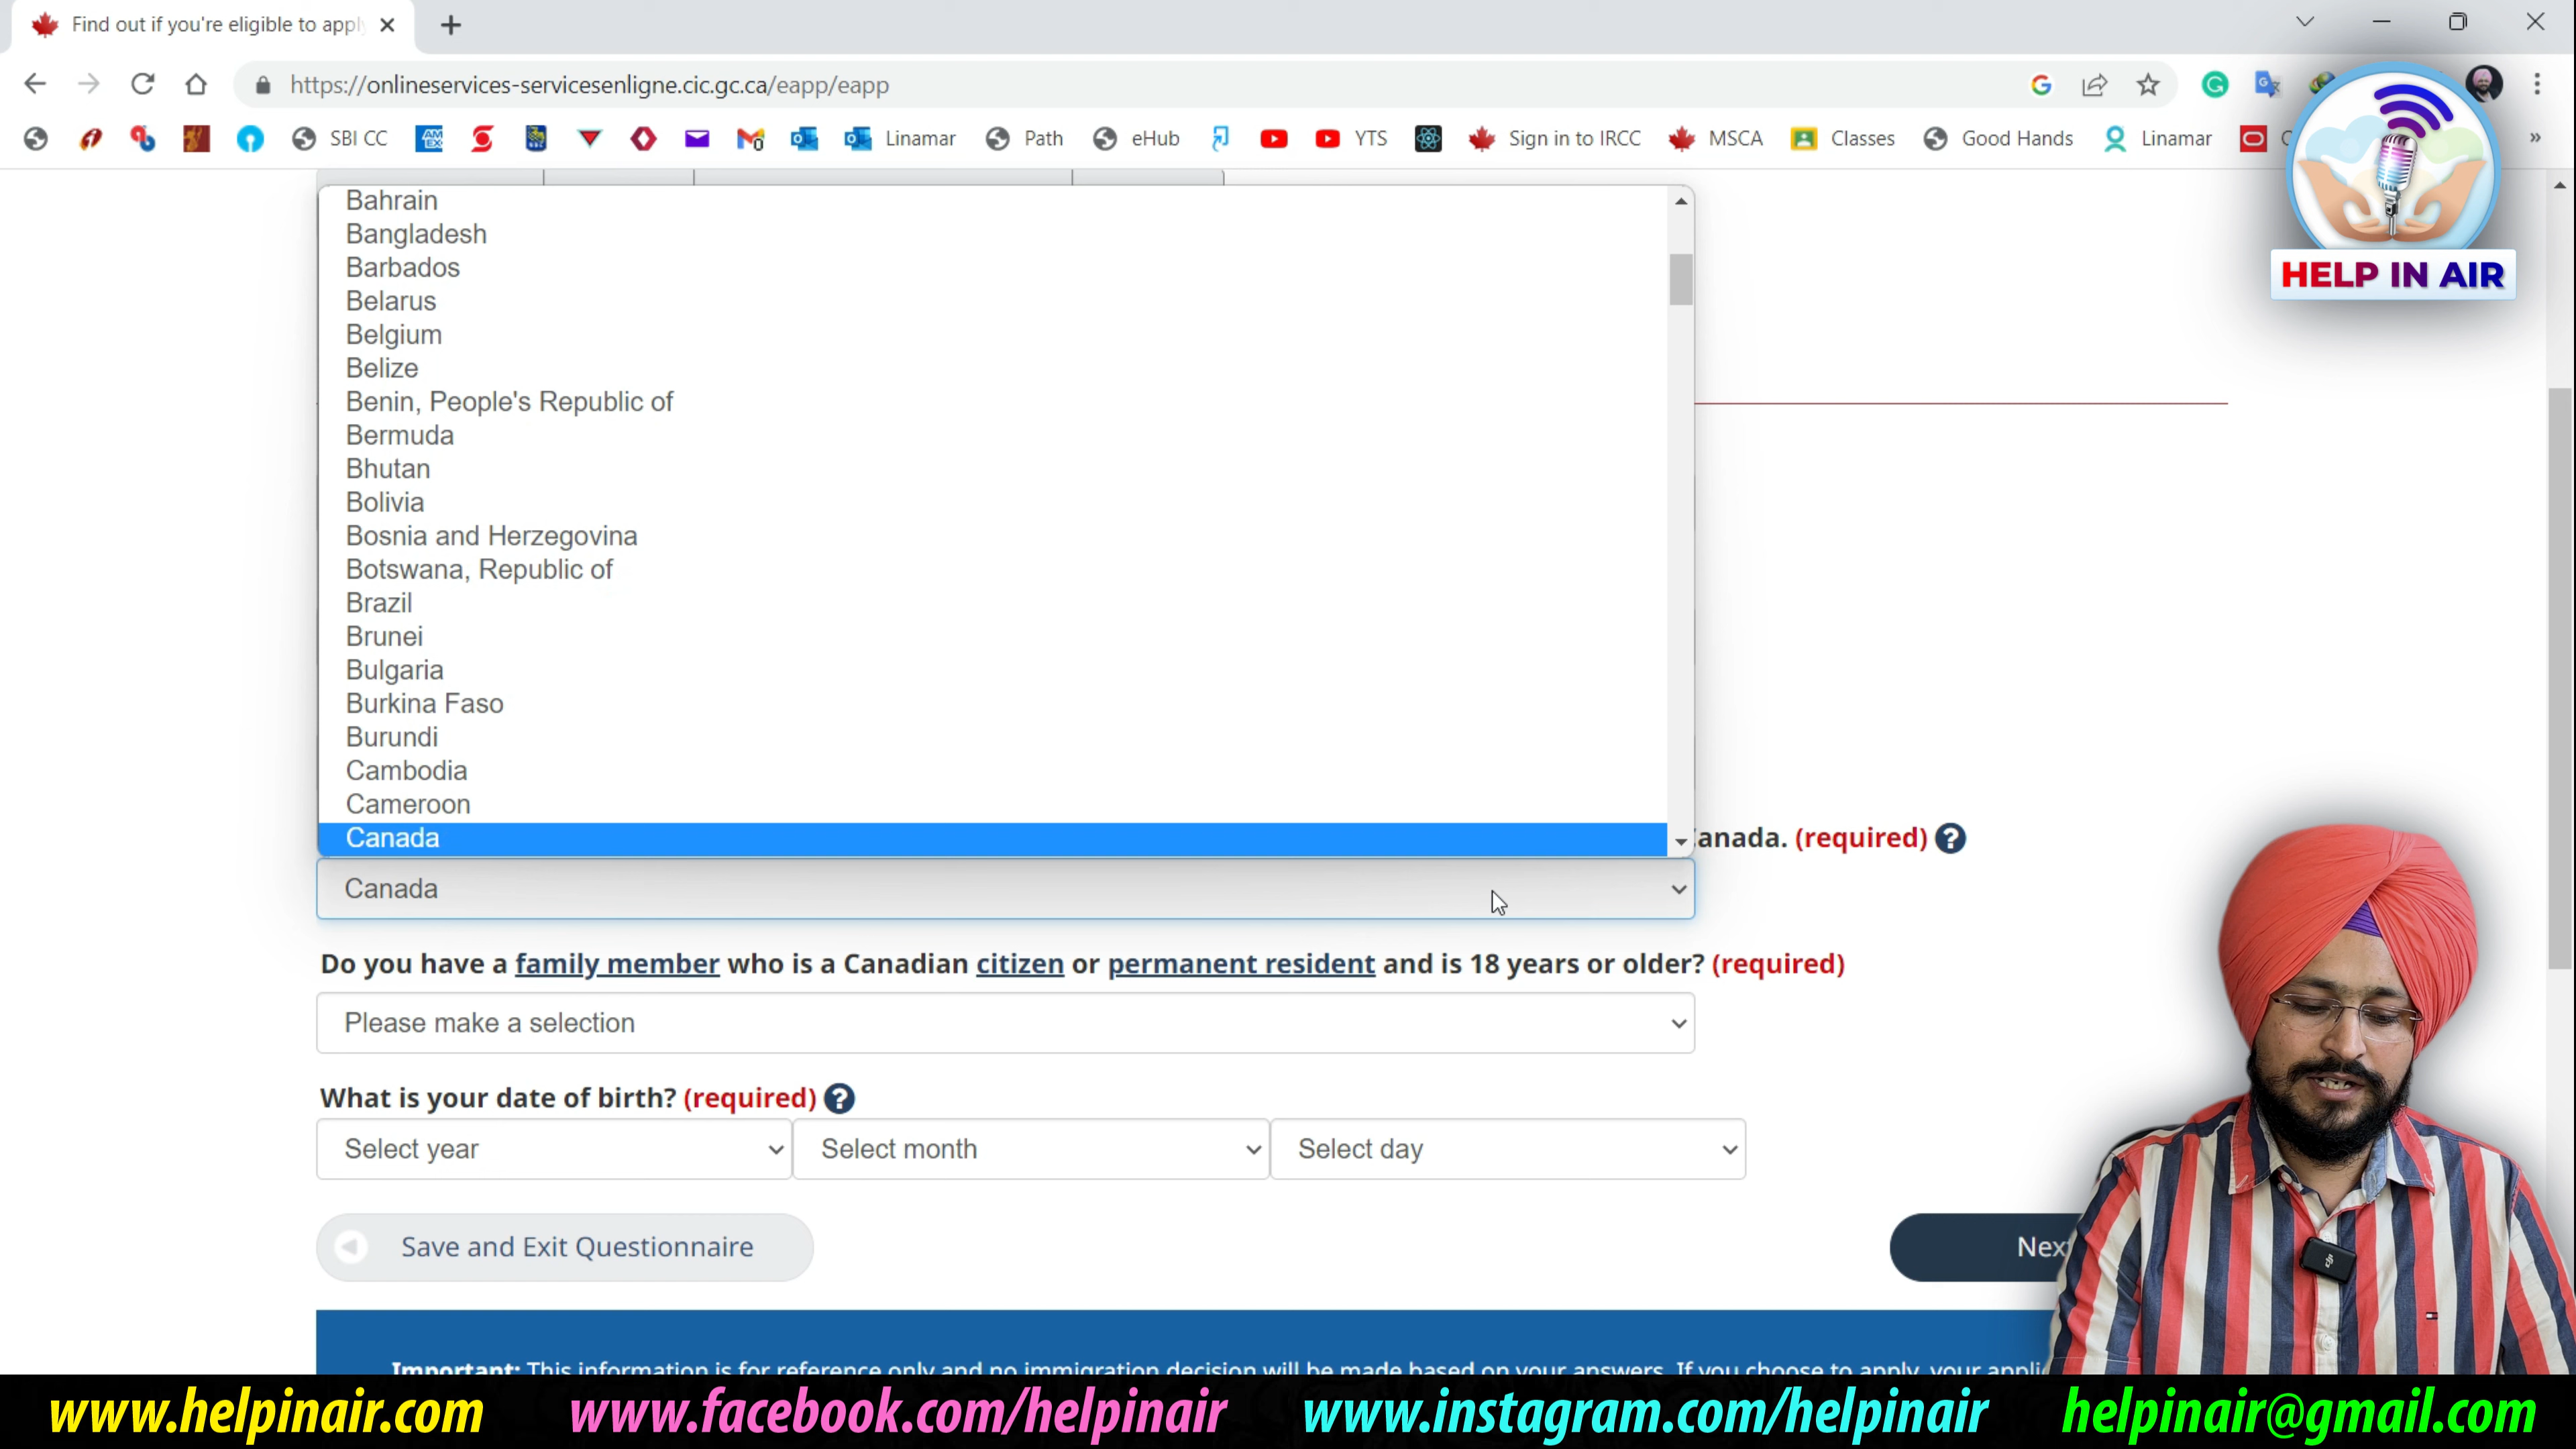 Find out if you're eligible to apply
https://onlineservices-servicesenligne.cic.gc.ca/eapp/eapp
SBI CC
AM EX
Linamar
Path
eHub
YTS
Sign in to IRCC
MSCA
Classes
Good Hands
Linamar
HELP IN AIR
Bahrain
Bangladesh
Barbados
Belarus
Belgium
Belize
Benin, People's Republic of
Bermuda
Bhutan
Bolivia
Bosnia and Herzegovina
Botswana, Republic of
Brazil
Brunei
Bulgaria
Burkina Faso
Burundi
Cambodia
Cameroon
Canada
anada. (required) ?
Canada
Do you have a family member who is a Canadian citizen or permanent resident and is 18 years or older? (required)
Please make a selection
What is your date of birth? (required) ?
Select year Select month Select day
Save and Exit Questionnaire
Nex
Important: This information is for reference only and no immigration decision will be made based on your answers. If you choose to apply, your appli
www.helpinair.com www.facebook.com/helpinair www.instagram.com/helpinair helpinair@gmail.com